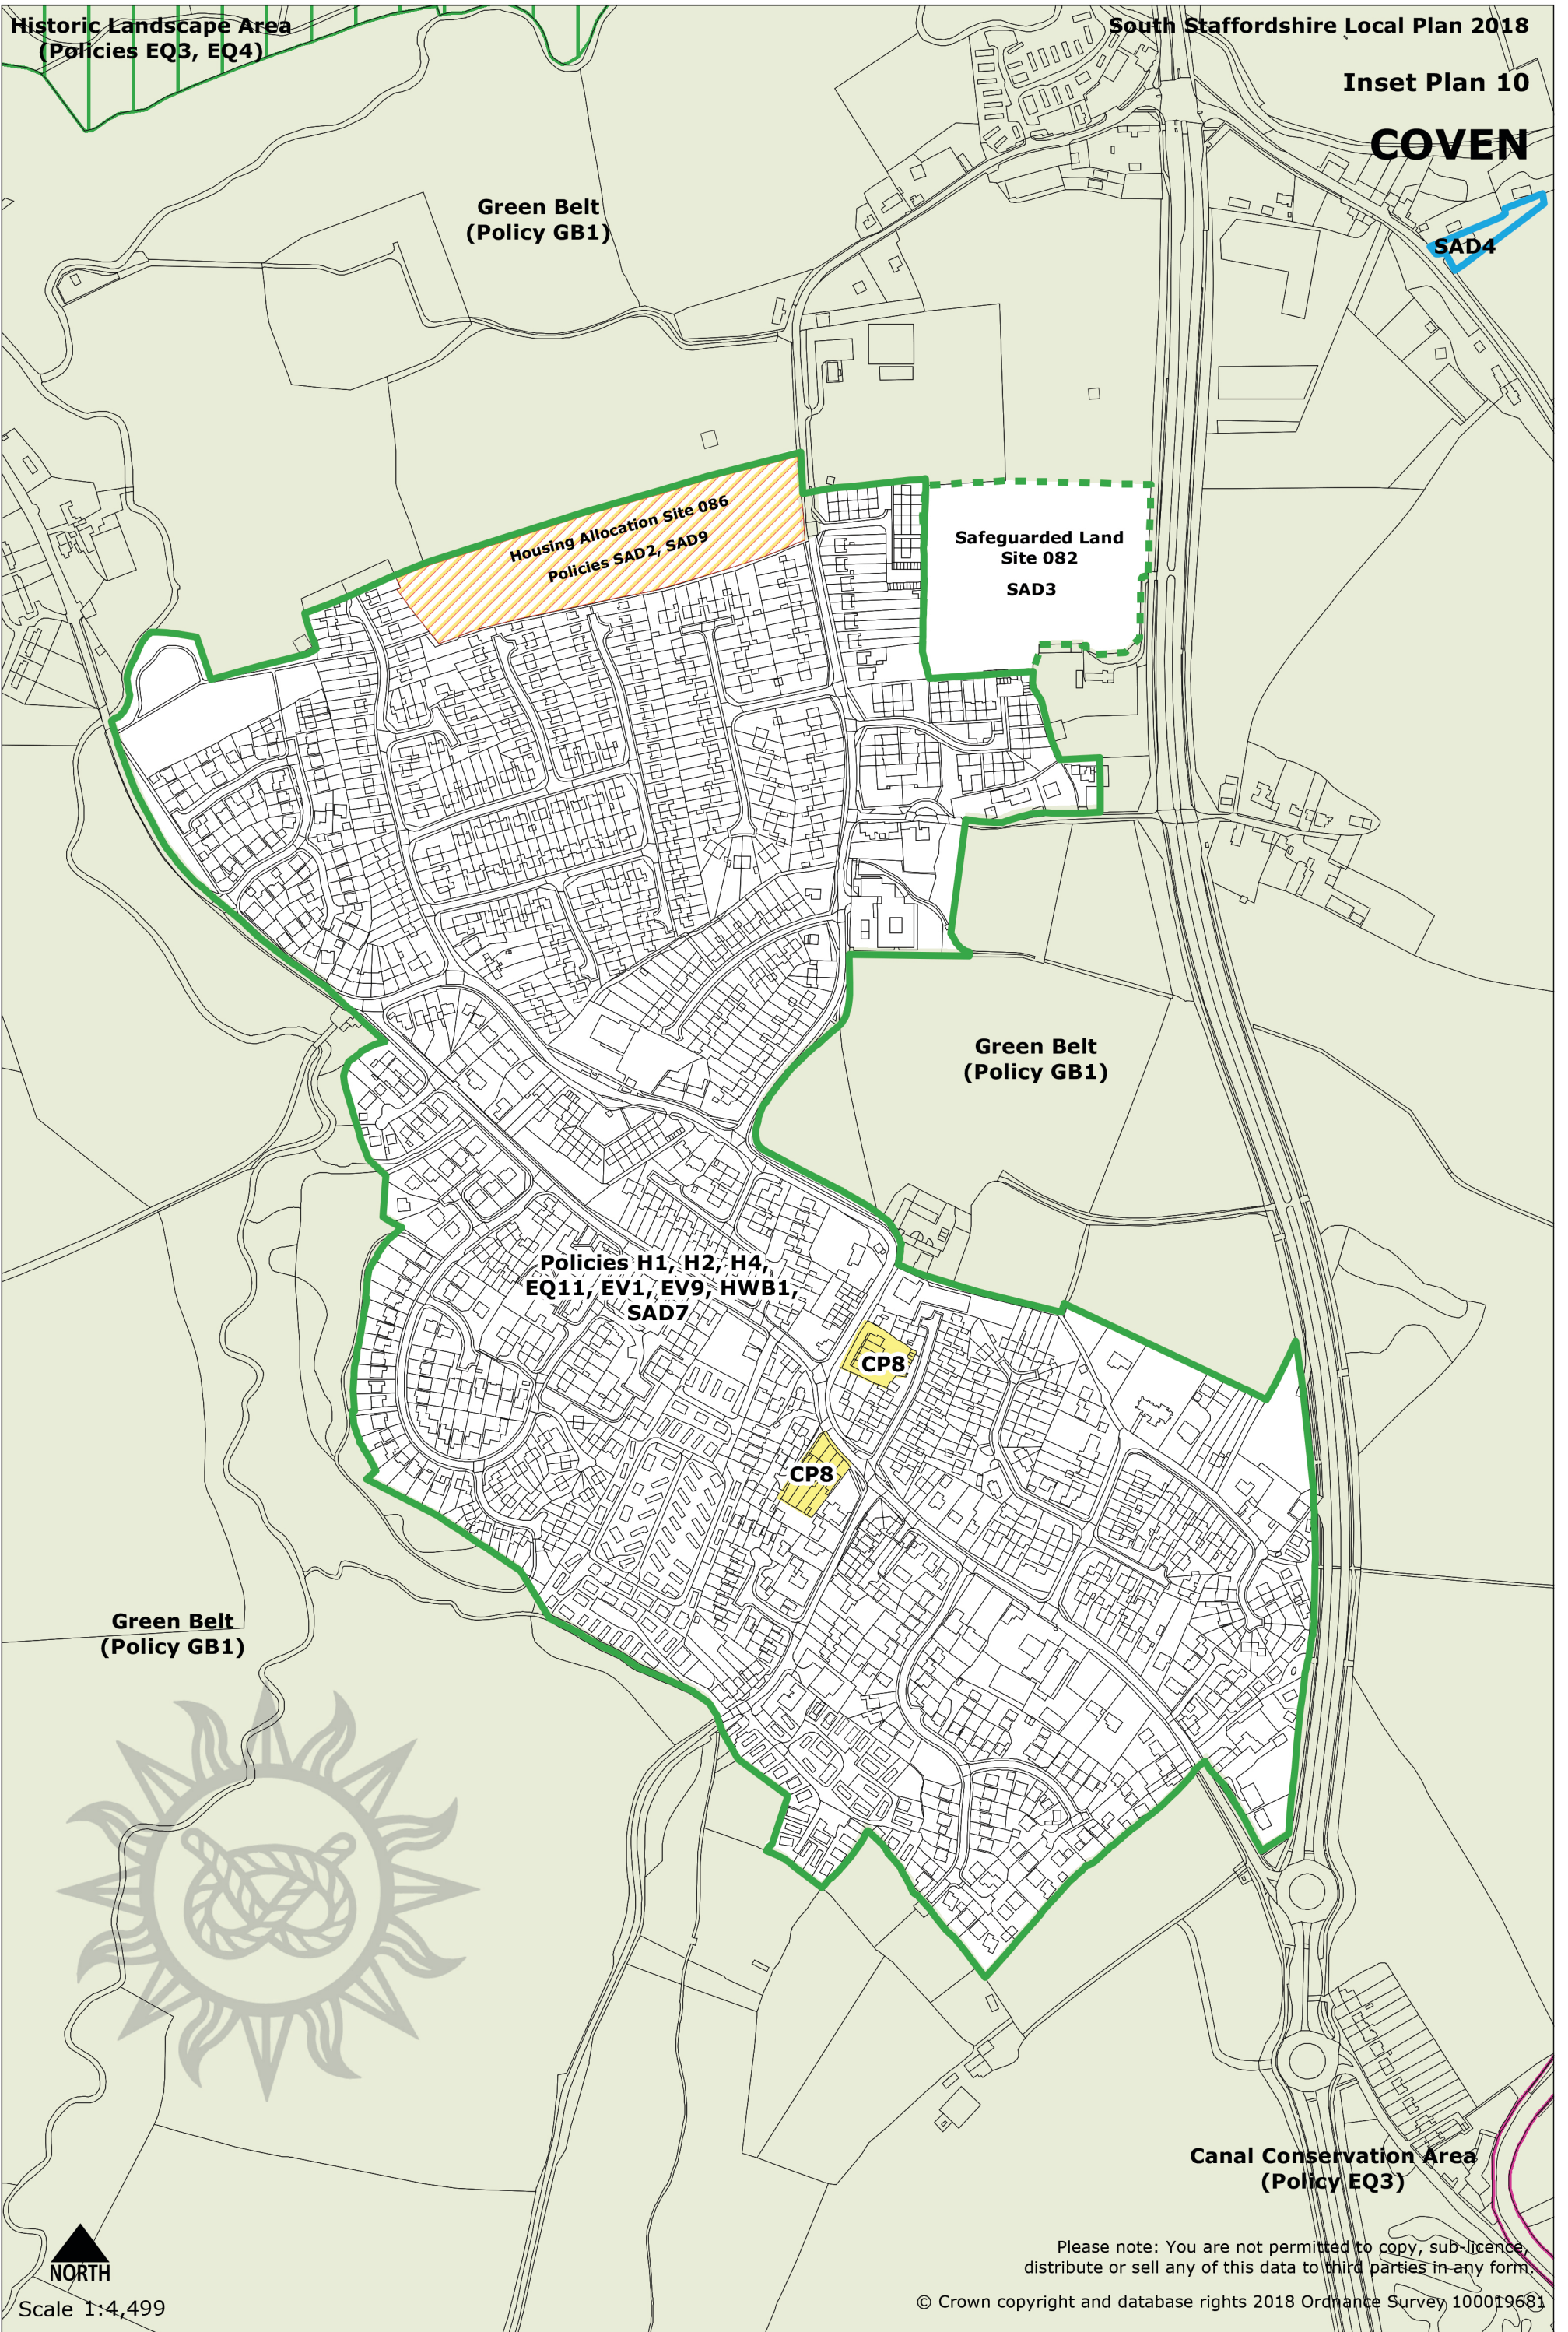 Historic Landscape Area
(Policies EQ3, EQ4)
South Staffordshire Local Plan 2018
Inset Plan 10
COVEN
Green Belt
(Policy GB1)
SAD4
Housing Allocation Site 086
Policies SAD2, SAD9
Safeguarded Land
Site 082
SAD3
Green Belt
(Policy GB1)
Policies H1, H2, H4,
EQ11, EV1, EV9, HWB1,
SAD7
CP8
CP8
Green Belt
(Policy GB1)
Canal Conservation Area
(Policy EQ3)
NORTH
Scale 1:4,499
Please note: You are not permitted to copy, sub-licence,
distribute or sell any of this data to third parties in any form.
© Crown copyright and database rights 2018 Ordnance Survey 100019681